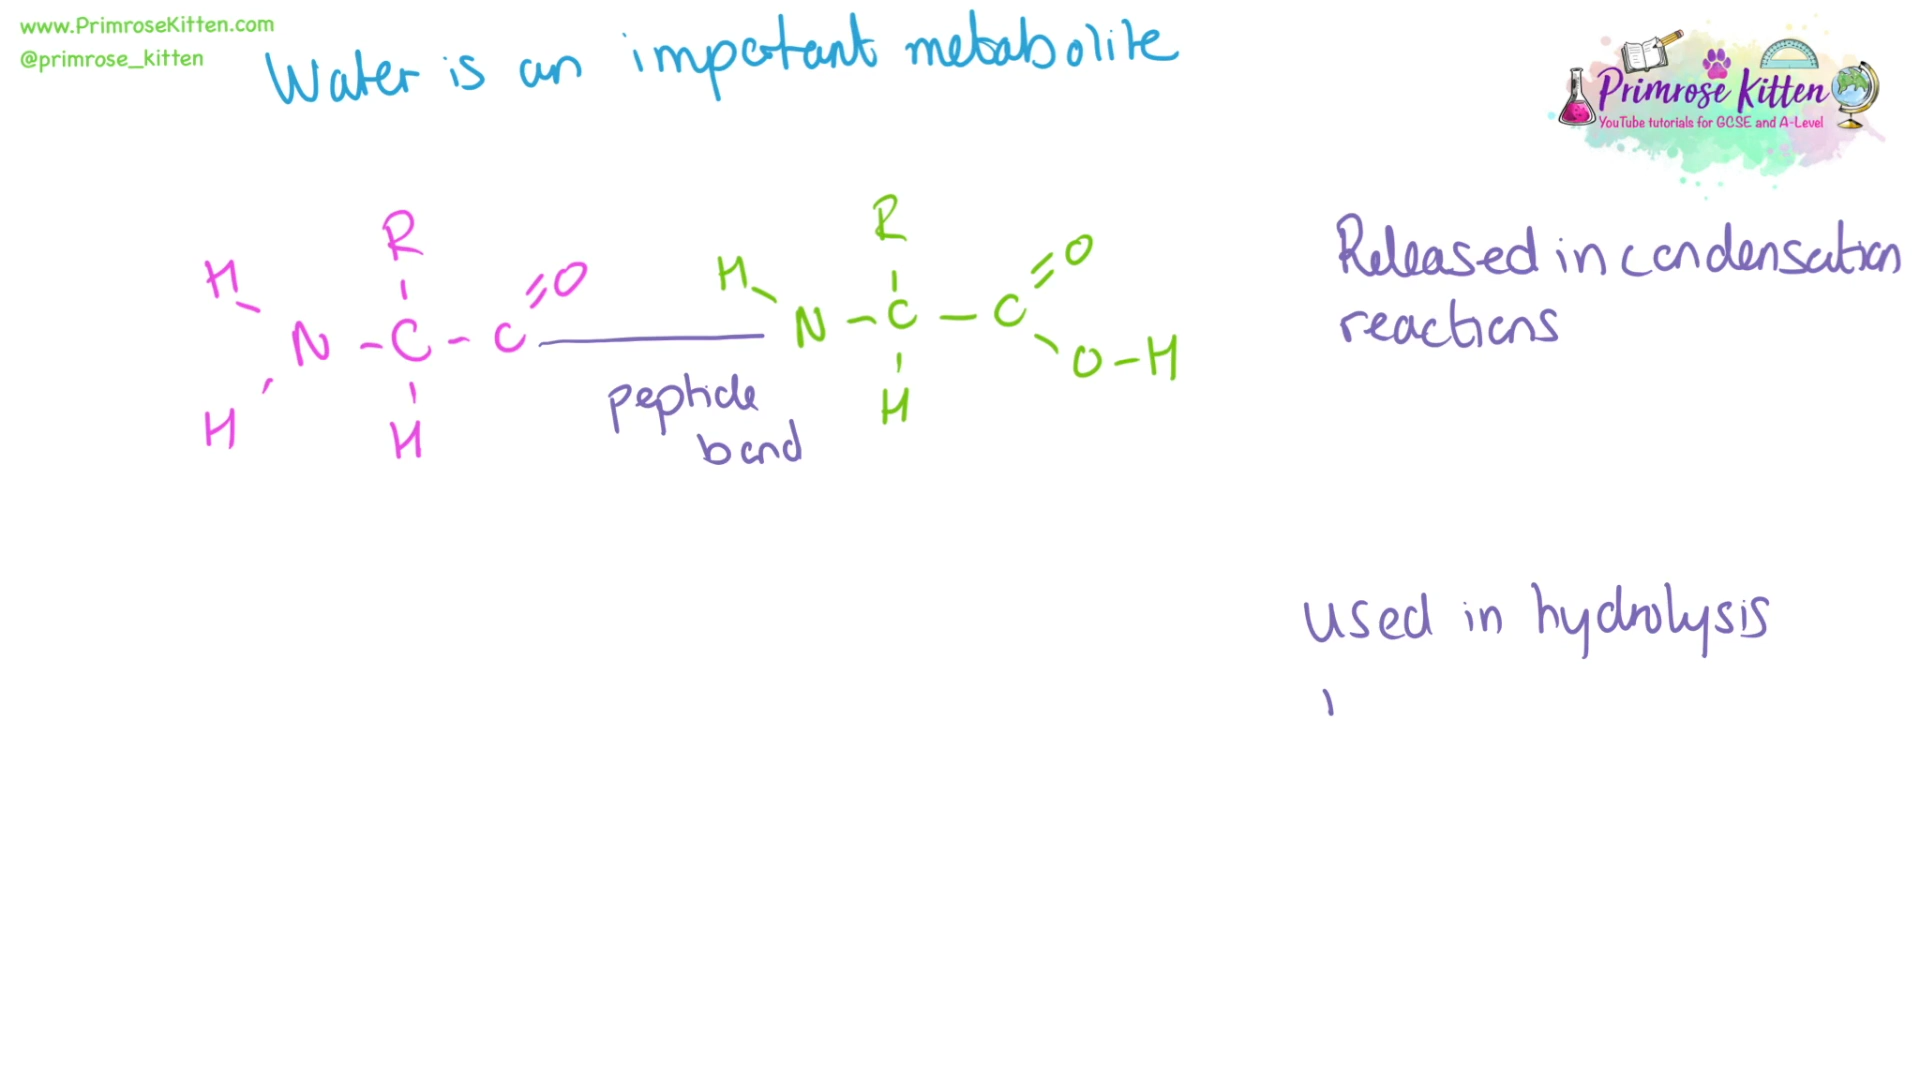 www.PrimroseKitten.com
@primrose_kitten
Water is an important metabolite
Primrose Kitten
YouTube tutorials for GCSE and A-Level
R
H
O
N - C - C
H
H
R
H
O
N - C - C
O - H
H
peptide
bond
Released in condensation
reactions
used in hydrolysis